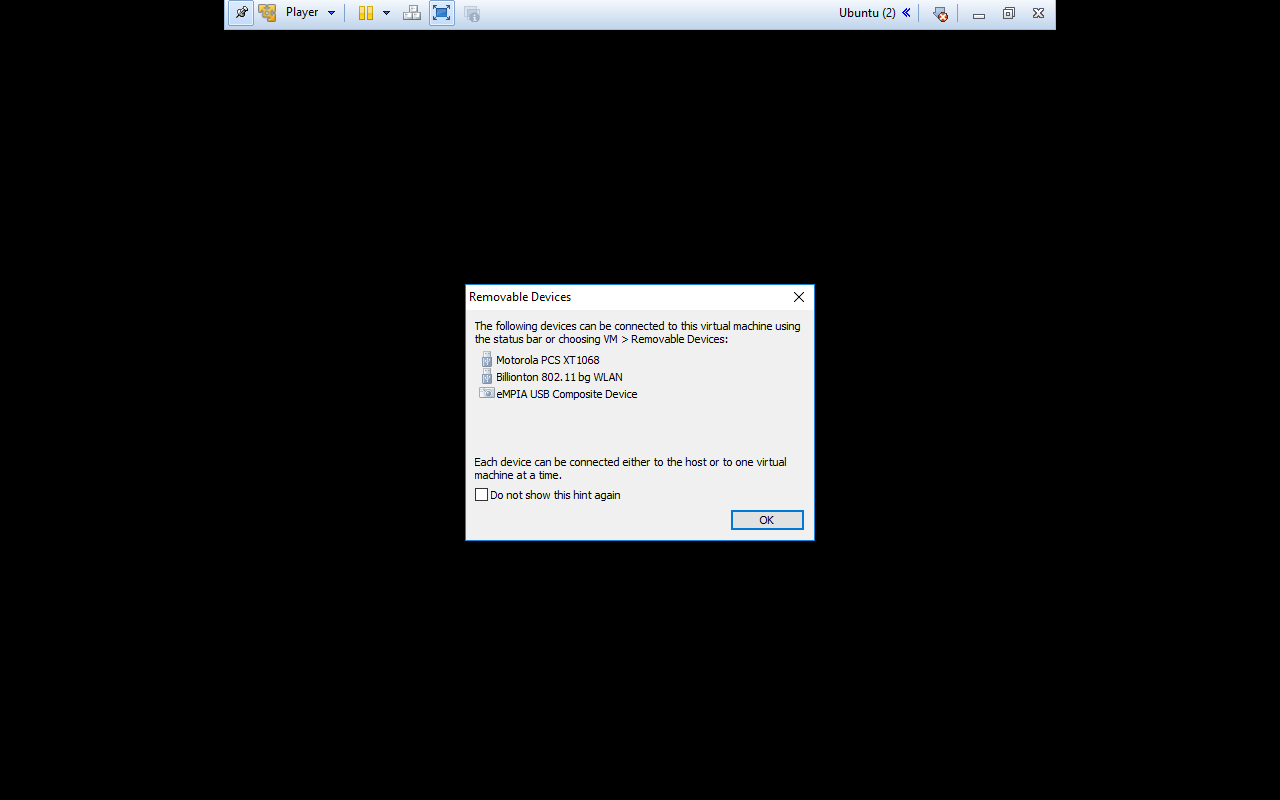 Player
Ubuntu (2)
Removable Devices
The following devices can be connected to this virtual machine using
the status bar or choosing VM > Removable Devices:
Motorola PCS XT1068
Billionton 802.11 bg WLAN
eMPIA USB Composite Device
Each device can be connected either to the host or to one virtual
machine at a time.
Do not show this hint again
OK